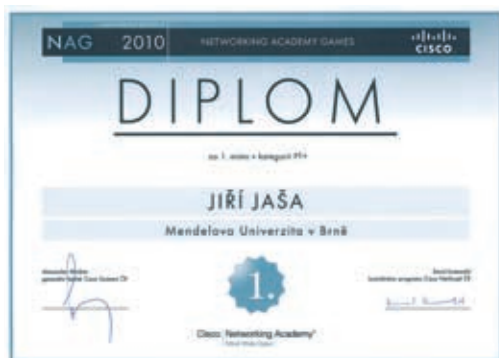 NAG 2010 NETWORKING ACADEMY GAMES CISCO
DIPLOM
za 1. místo v kategorii
JIŘÍ JAŠA
Mendelova Univerzita v Brně
1.
Cisco Networking Academy®